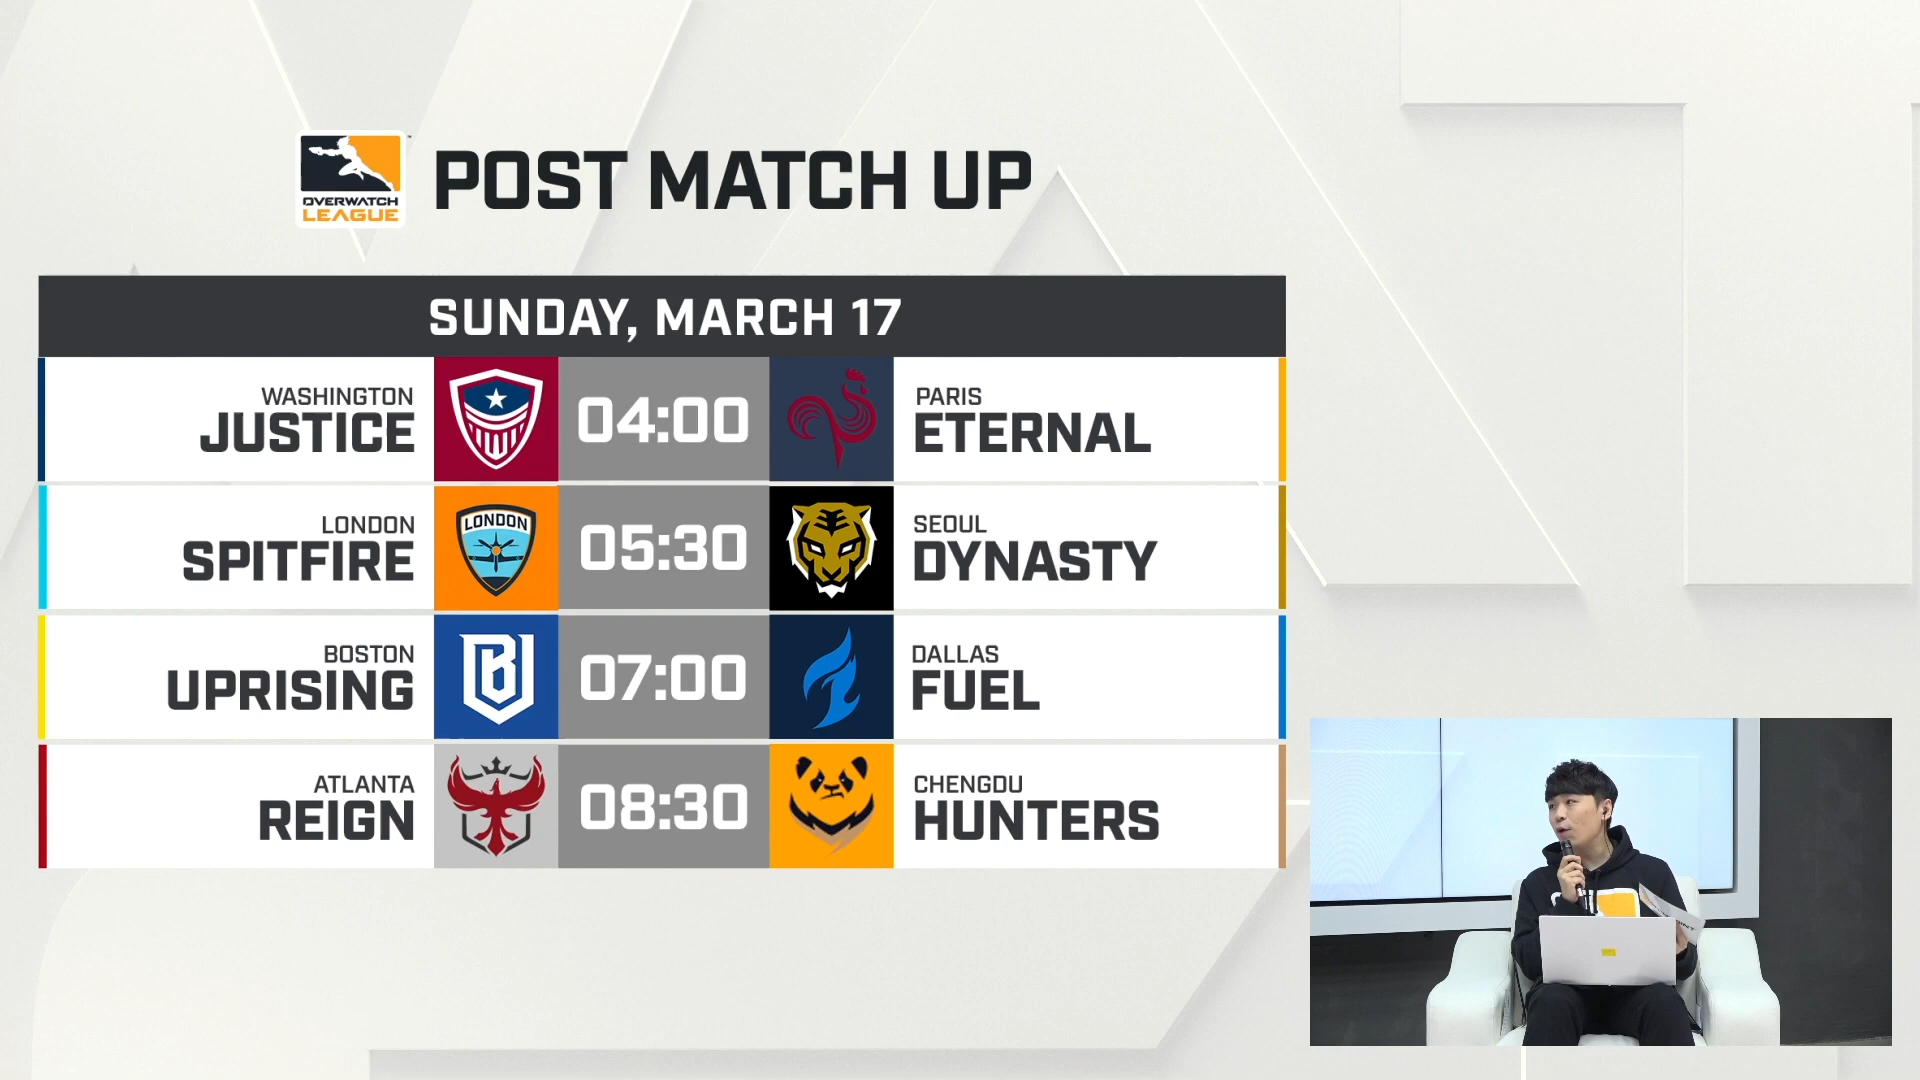 OVERWATCH
LEAGUE
POST MATCH UP
SUNDAY, MARCH 17
WASHINGTON
JUSTICE
04:00
PARIS
ETERNAL
LONDON
SPITFIRE
LONDON
05:30
SEOUL
DYNASTY
BOSTON
UPRISING
B
07:00
DALLAS
FUEL
ATLANTA
REIGN
08:30
CHENGDU
HUNTERS